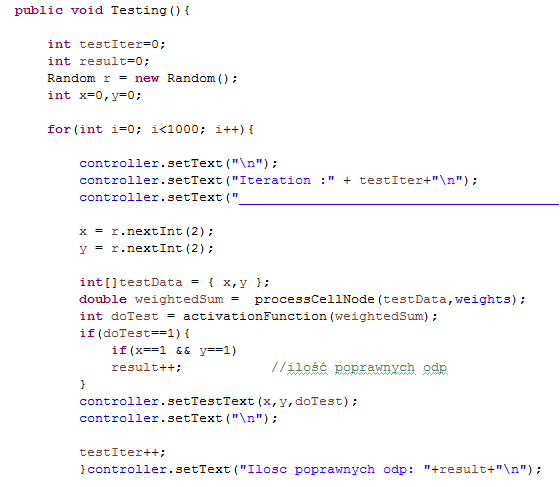 public void Testing(){
int testIter=0;
int result=0;
Random r = new Random();
int x=0,y=0;
for(int i=0; i<1000; i++){
controller.setText("\n");
controller.setText("Iteration :" + testIter+"\n");
controller.setText("________________________________________
x = r.nextInt(2);
y = r.nextInt(2);
int[]testData = { x,y };
double weightedSum =  processCellNode(testData,weights);
int doTest = activationFunction(weightedSum);
if(doTest==1){
if(x==1 && y==1)
result++;           //ilość poprawnych odp
}
controller.setTestText(x,y,doTest);
controller.setText("\n");
testIter++;
}controller.setText("Ilosc poprawnych odp: "+result+"\n");